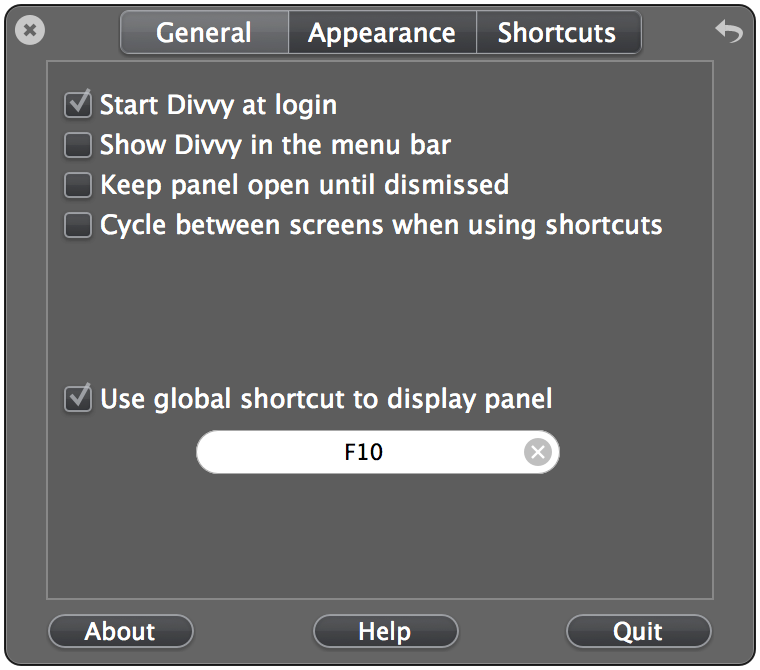 General Appearance Shortcuts
Start Divvy at login
Show Divvy in the menu bar
Keep panel open until dismissed
Cycle between screens when using shortcuts
Use global shortcut to display panel
F10
About Help Quit